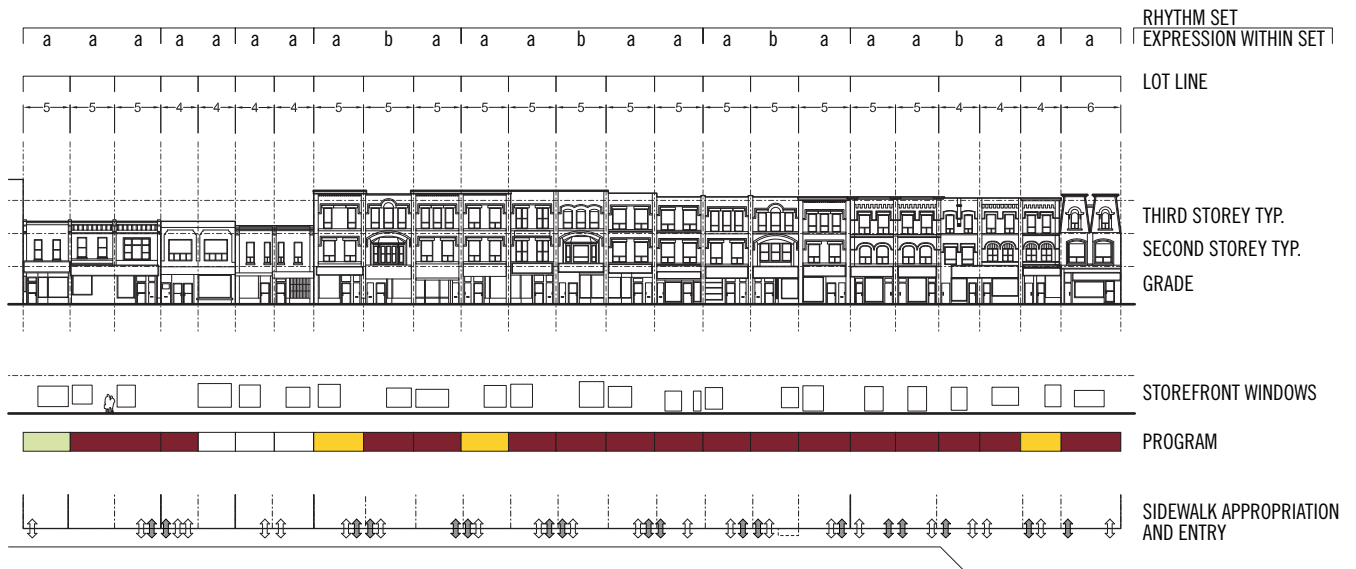 RHYTHM SET
a a a a a a a a b a a a b a a a b a a a b a a a EXPRESSION WITHIN SET
LOT LINE
5 5 5 4 4 4 4 5 5 5 5 5 5 5 5 5 5 5 5 5 4 4 4 6
THIRD STOREY TYP.
SECOND STOREY TYP.
GRADE
STOREFRONT WINDOWS
PROGRAM
SIDEWALK APPROPRIATION
AND ENTRY